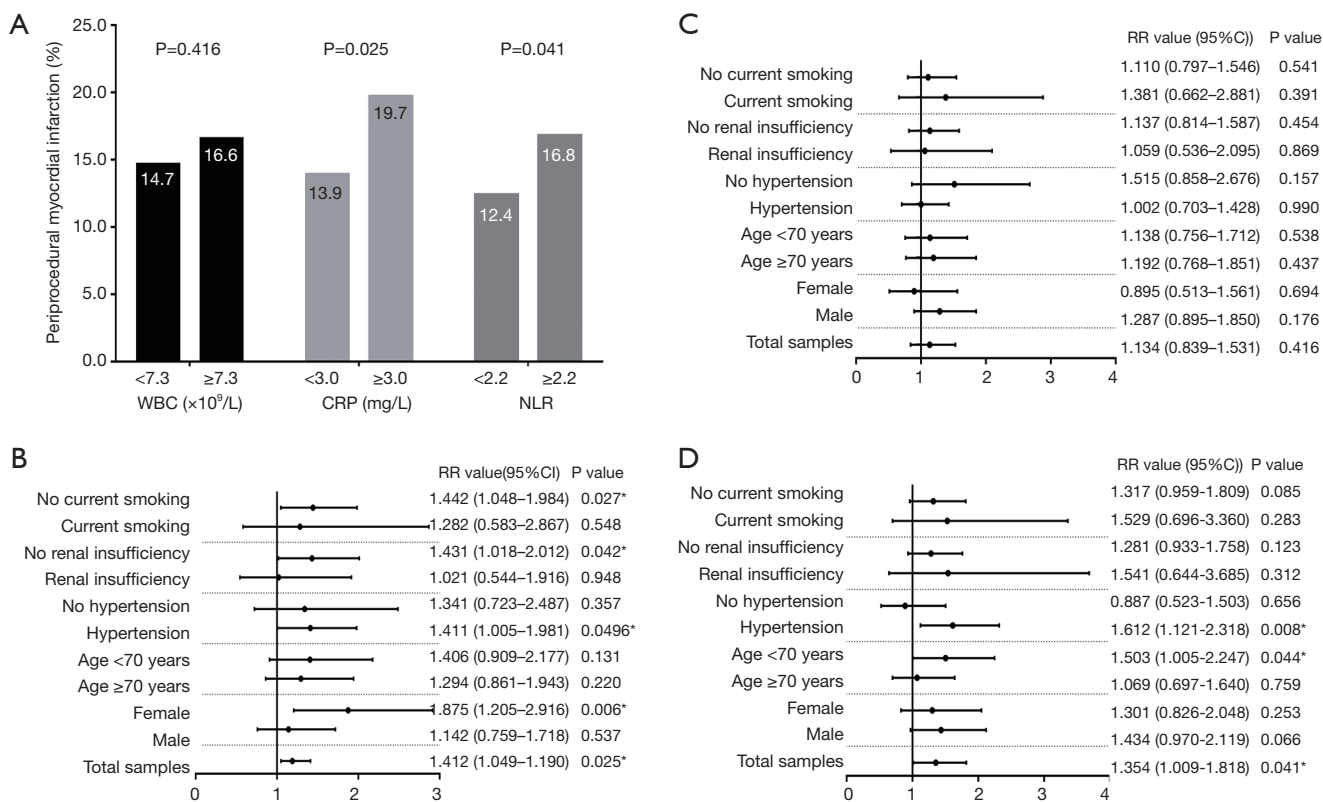 A
Periprocedural myocrdial infarction (%)
25.0
20.0
15.0
10.0
5.0
0.0
P=0.416
P=0.025
P=0.041
14.7
16.6
13.9
19.7
12.4
16.8
<7.3 ≥7.3 <3.0 ≥3.0 <2.2 ≥2.2
WBC (×10⁹/L) CRP (mg/L) NLR
B
RR value(95%CI) P value
No current smoking 1.442 (1.048–1.984) 0.027*
Current smoking 1.282 (0.583–2.867) 0.548
No renal insufficiency 1.431 (1.018–2.012) 0.042*
Renal insufficiency 1.021 (0.544–1.916) 0.948
No hypertension 1.341 (0.723–2.487) 0.357
Hypertension 1.411 (1.005–1.981) 0.0496*
Age <70 years 1.406 (0.909–2.177) 0.131
Age ≥70 years 1.294 (0.861–1.943) 0.220
Female 1.875 (1.205–2.916) 0.006*
Male 1.142 (0.759–1.718) 0.537
Total samples 1.412 (1.049–1.190) 0.025*
0 1 2 3
C
RR value (95%C)) P value
No current smoking 1.110 (0.797–1.546) 0.541
Current smoking 1.381 (0.662–2.881) 0.391
No renal insufficiency 1.137 (0.814–1.587) 0.454
Renal insufficiency 1.059 (0.536–2.095) 0.869
No hypertension 1.515 (0.858–2.676) 0.157
Hypertension 1.002 (0.703–1.428) 0.990
Age <70 years 1.138 (0.756–1.712) 0.538
Age ≥70 years 1.192 (0.768–1.851) 0.437
Female 0.895 (0.513–1.561) 0.694
Male 1.287 (0.895–1.850) 0.176
Total samples 1.134 (0.839–1.531) 0.416
0 1 2 3 4
D
RR value (95%C)) P value
No current smoking 1.317 (0.959-1.809) 0.085
Current smoking 1.529 (0.696-3.360) 0.283
No renal insufficiency 1.281 (0.933-1.758) 0.123
Renal insufficiency 1.541 (0.644-3.685) 0.312
No hypertension 0.887 (0.523-1.503) 0.656
Hypertension 1.612 (1.121-2.318) 0.008*
Age <70 years 1.503 (1.005-2.247) 0.044*
Age ≥70 years 1.069 (0.697-1.640) 0.759
Female 1.301 (0.826-2.048) 0.253
Male 1.434 (0.970-2.119) 0.066
Total samples 1.354 (1.009-1.818) 0.041*
0 1 2 3 4